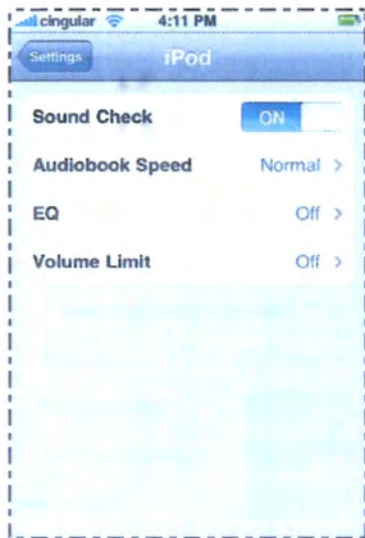 cingular 4:11 PM
Settings iPod
Sound Check ON
Audiobook Speed Normal >
EQ Off >
Volume Limit Off >